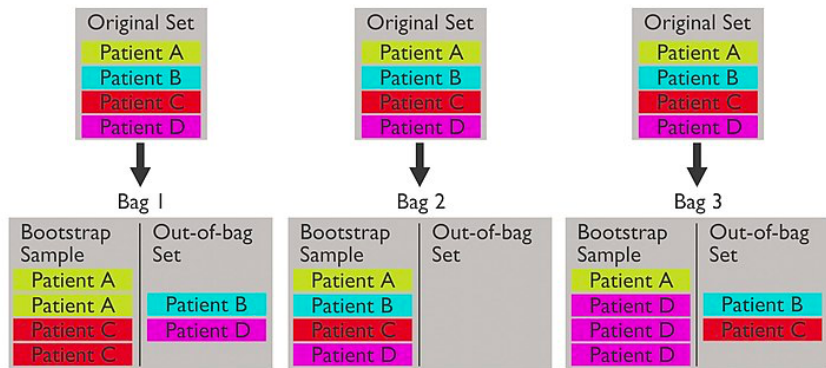 Original Set
Patient A
Patient B
Patient C
Patient D
Original Set
Patient A
Patient B
Patient C
Patient D
Original Set
Patient A
Patient B
Patient C
Patient D
Bag 1
Bootstrap
Sample
Patient A
Patient A
Patient C
Patient C
Out-of-bag
Set
Patient B
Patient D
Bag 2
Bootstrap
Sample
Patient A
Patient B
Patient C
Patient D
Out-of-bag
Set
Bag 3
Bootstrap
Sample
Patient A
Patient D
Patient D
Patient D
Out-of-bag
Set
Patient B
Patient C